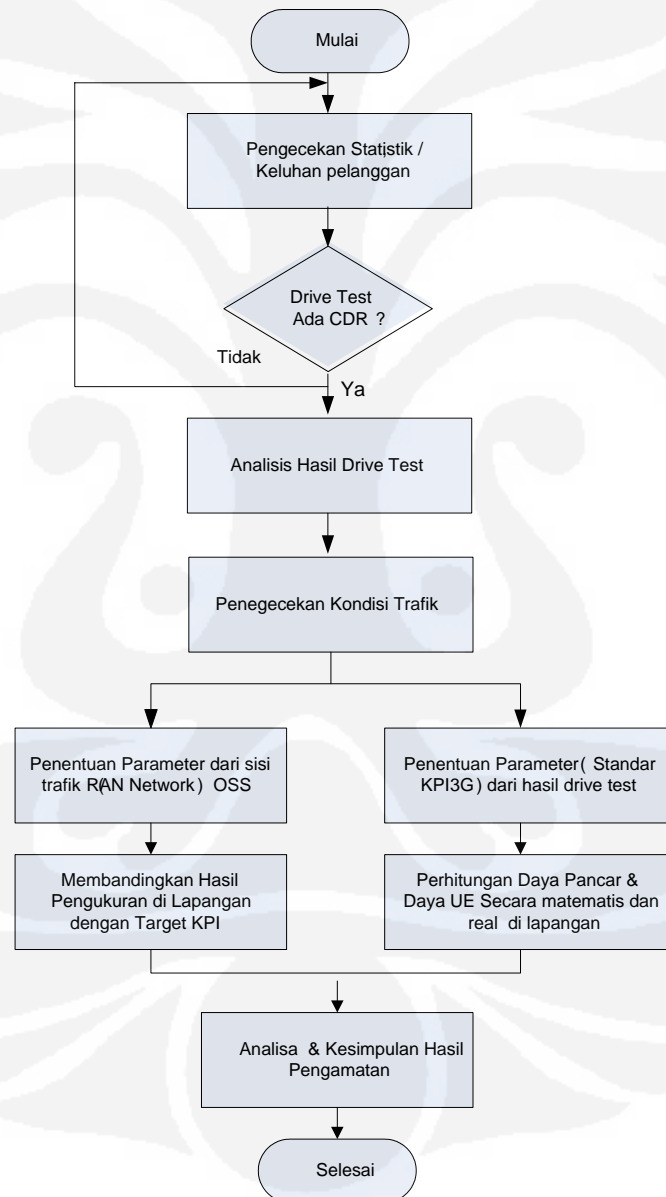 Mulai
Pengecekan Statistik /
Keluhan pelanggan
Drive Test
Ada CDR ?
Tidak
Ya
Analisis Hasil Drive Test
Penegecekan Kondisi Trafik
Penentuan Parameter dari sisi
trafik R(AN Network ) OSS
Penentuan Parameter( Standar
KPI3G ) dari hasil drive test
Membandingkan Hasil
Pengukuran di Lapangan
dengan Target KPI
Perhitungan Daya Pancar &
Daya UE Secara matematis dan
real di lapangan
Analisa & Kesimpulan Hasil
Pengamatan
Selesai